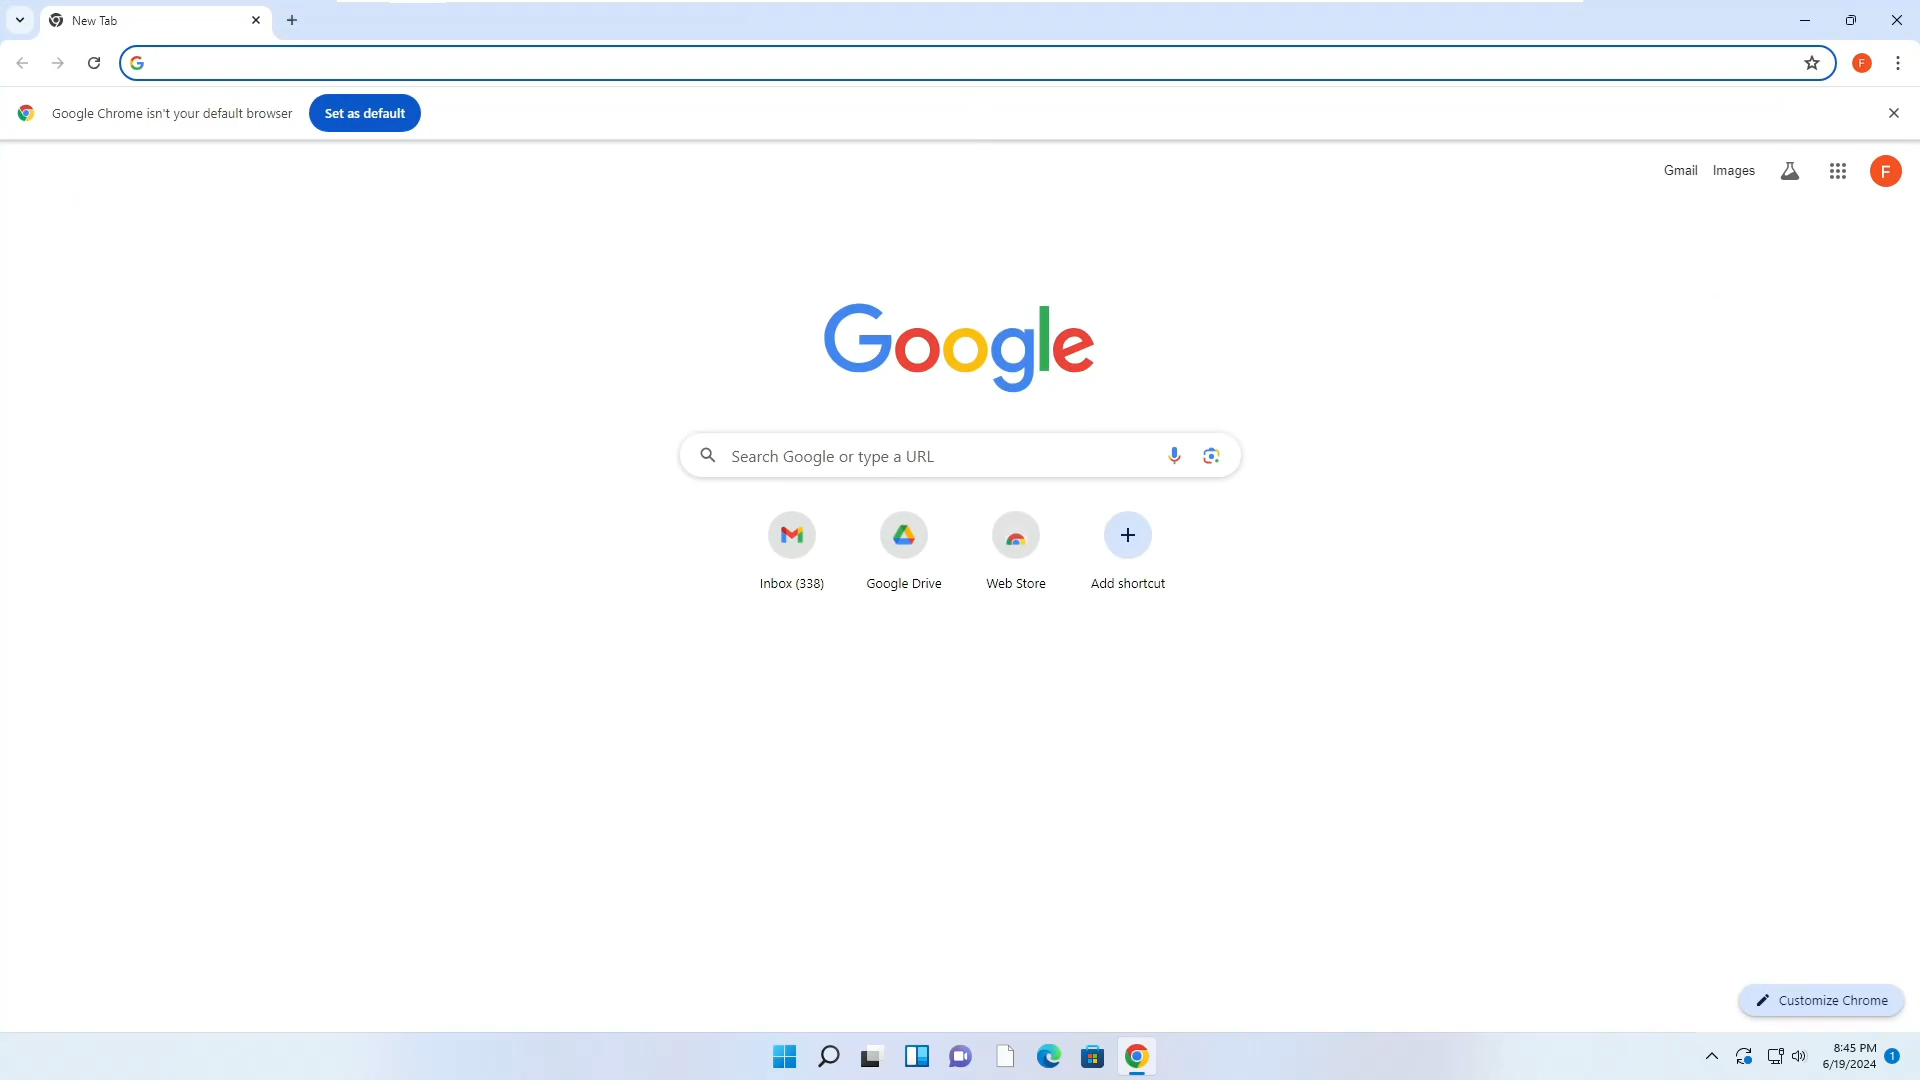 New Tab
F
Google Chrome isn't your default browser
Set as default
Gmail
Images
F
Google
Search Google or type a URL
Inbox (338)
Google Drive
Web Store
Add shortcut
Customize Chrome
8:45 PM
6/19/2024
1